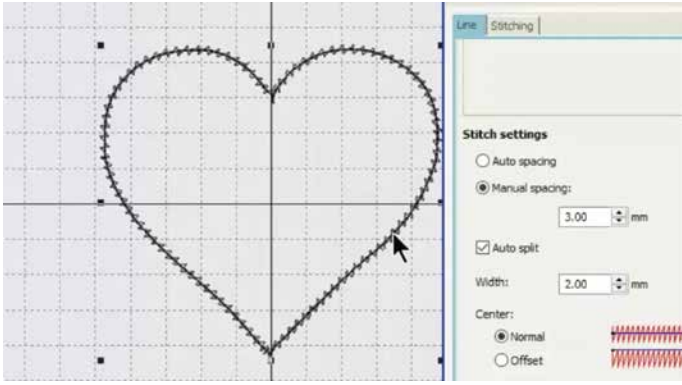 Line Stitching
Stitch settings
Auto spacing
Manual spacing:
3.00 mm
Auto split
Width: 2.00 mm
Center:
Normal
Offset